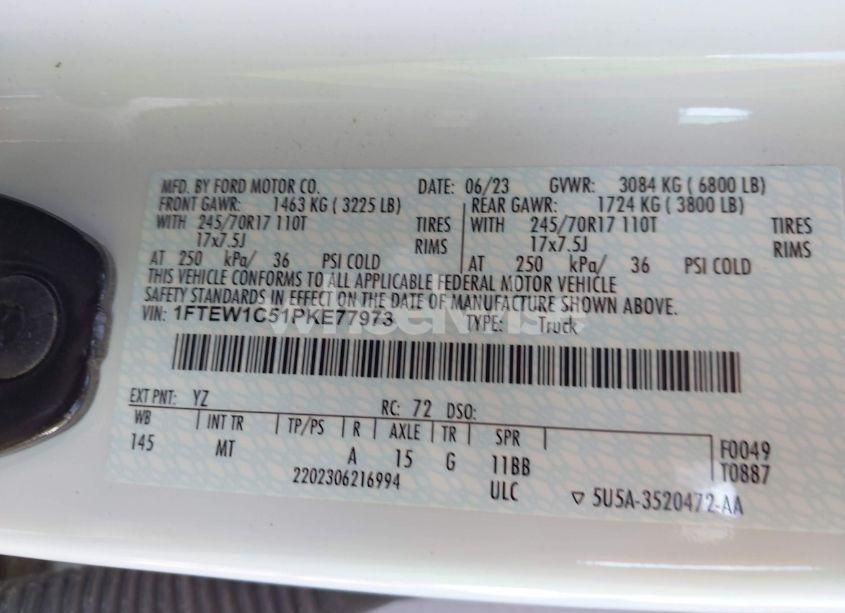 MFD. BY FORD MOTOR CO. DATE: 06/23 GVWR: 3084 KG ( 6800 LB)
FRONT GAWR: 1463 KG ( 3225 LB) REAR GAWR: 1724 KG ( 3800 LB)
WITH 245/70R17 110T TIRES WITH 245/70R17 110T TIRES
17x7.5J RIMS 17x7.5J RIMS
AT 250 kPa/ 36 PSI COLD AT 250 kPa/ 36 PSI COLD
THIS VEHICLE CONFORMS TO ALL APPLICABLE FEDERAL MOTOR VEHICLE
SAFETY STANDARDS IN EFFECT ON THE DATE OF MANUFACTURE SHOWN ABOVE.
VIN: 1FTEW1C51PKE77973 TYPE: Truck
EXT PNT: YZ RC: 72 DSO:
WB INT TR TP/PS R AXLE TR SPR F0049
145 MT A 15 G 11BB T0887
2202306216994 ULC ▽ 5U5A-3520472-AA